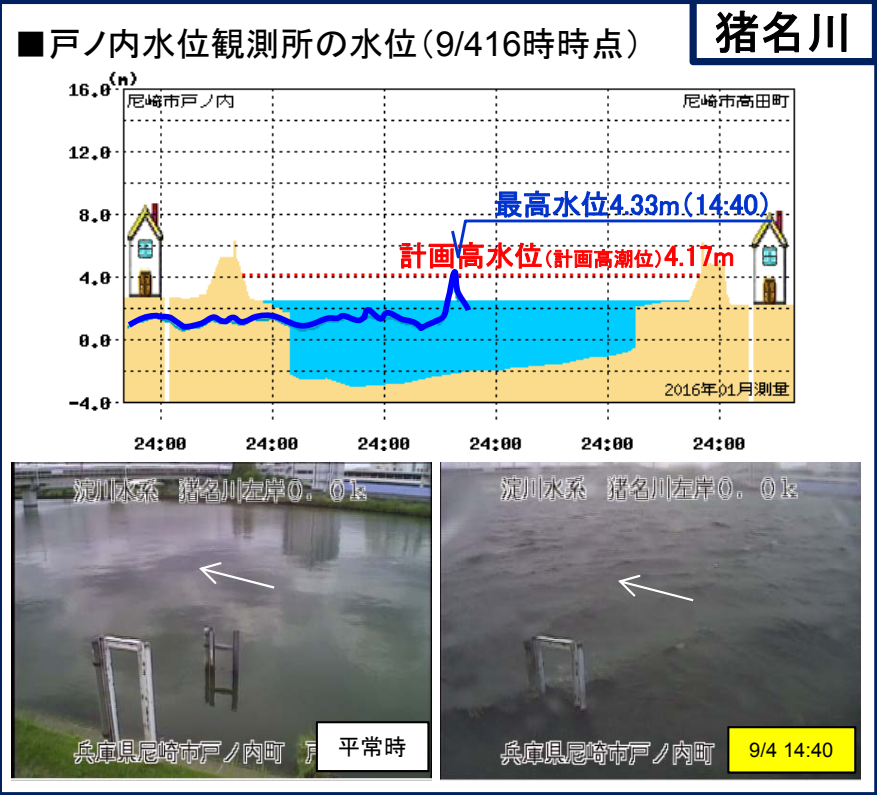 猪名川
■戸ノ内水位観測所の水位（9/416時時点）
(m)
16.0
尼崎市戸ノ内
尼崎市高田町
12.0
8.0
最高水位4.33m（14:40）
計画高水位（計画高潮位）4.17m
4.0
0.0
2016年01月測量
-4.0
24:00 24:00 24:00 24:00 24:00 24:00
淀川水系　猪名川左岸０．０ｋ
淀川水系　猪名川左岸０．０ｋ
兵庫県尼崎市戸ノ内町
平常時
兵庫県尼崎市戸ノ内町
9/4 14:40